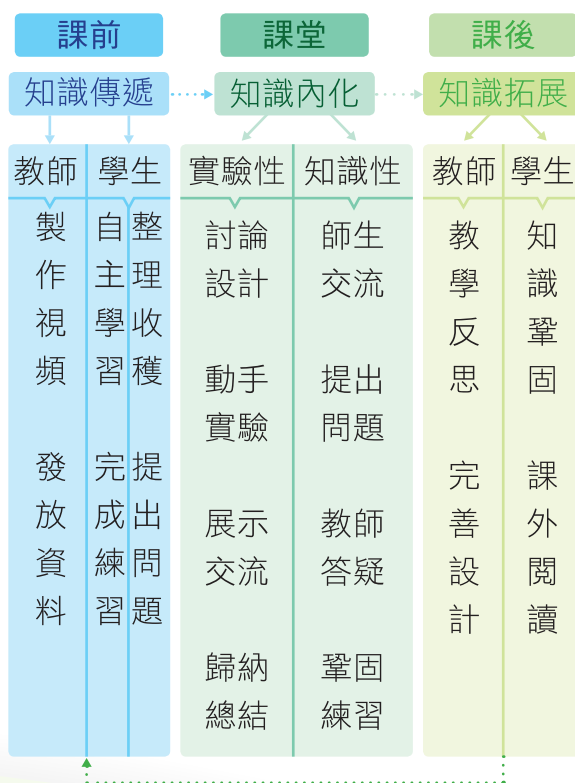 課前
課堂
課後
知識傳遞
知識內化
知識拓展
教師
製作視頻
發放資料
學生
自主學習
完成練習
整理收穫
提出問題
實驗性
討論
設計
動手
實驗
展示
交流
歸納
總結
知識性
師生
交流
提出
問題
教師
答疑
鞏固
練習
教師
教學反思
完善設計
學生
知識鞏固
課外閱讀